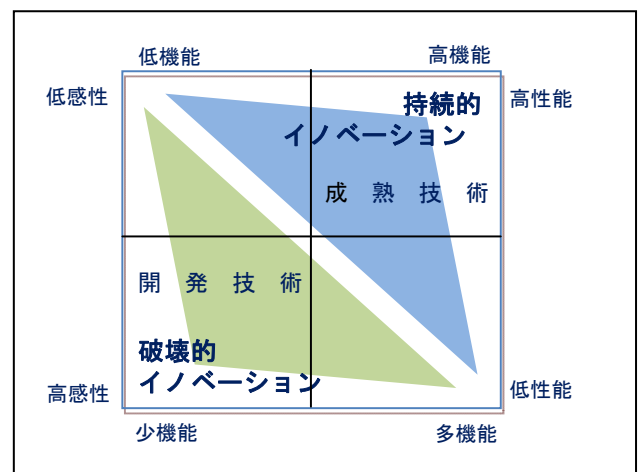 低機能
高機能
低感性
高性能
持続的
イノベーション
成熟技術
開発技術
破壊的
イノベーション
高感性
低性能
少機能
多機能